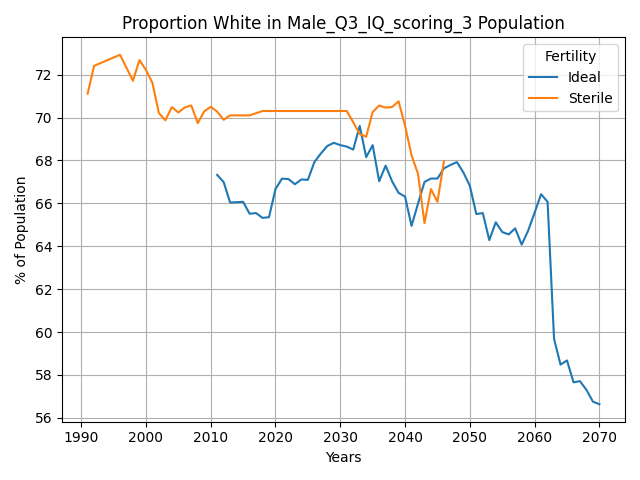 Proportion White in Male_Q3_IQ_scoring_3 Population
Fertility
Ideal
Sterile
% of Population
72
70
68
66
64
62
60
58
56
1990 2000 2010 2020 2030 2040 2050 2060 2070
Years